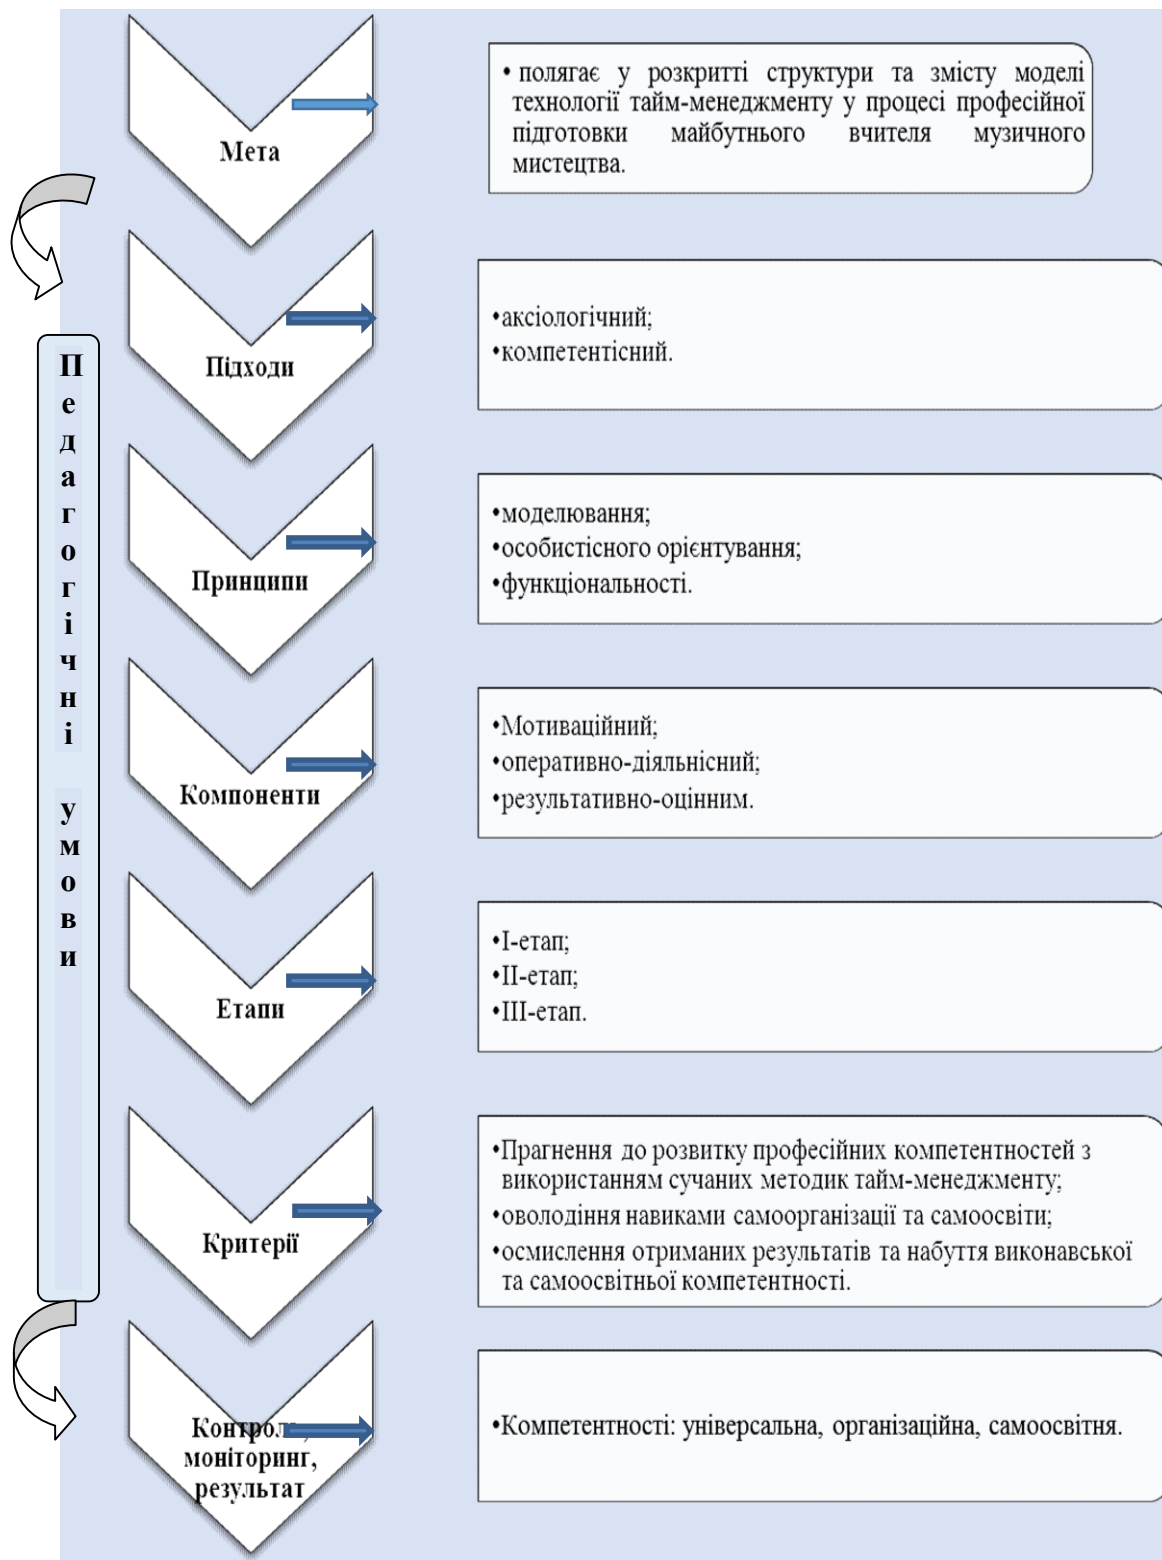 Мета
• полягає у розкритті структури та змісту моделі
технології тайм-менеджменту у процесі професійної
підготовки майбутнього вчителя музичного
мистецтва.
Педагогічні умови
Підходи
•аксіологічний;
•компетентісний.
Принципи
•моделювання;
•особистісного орієнтування;
•функціональності.
Компоненти
•Мотиваційний;
•оперативно-діяльнісний;
•результативно-оцінним.
Етапи
•І-етап;
•ІІ-етап;
•ІІІ-етап.
Критерії
•Прагнення до розвитку професійних компетентностей з
використанням сучаних методик тайм-менеджменту;
•оволодіння навиками самоорганізації та самоосвіти;
•осмислення отриманих результатів та набуття виконавської
та самоосвітньої компетентності.
Контроль,
моніторинг,
результат
•Компетентності: універсальна, організаційна, самоосвітня.